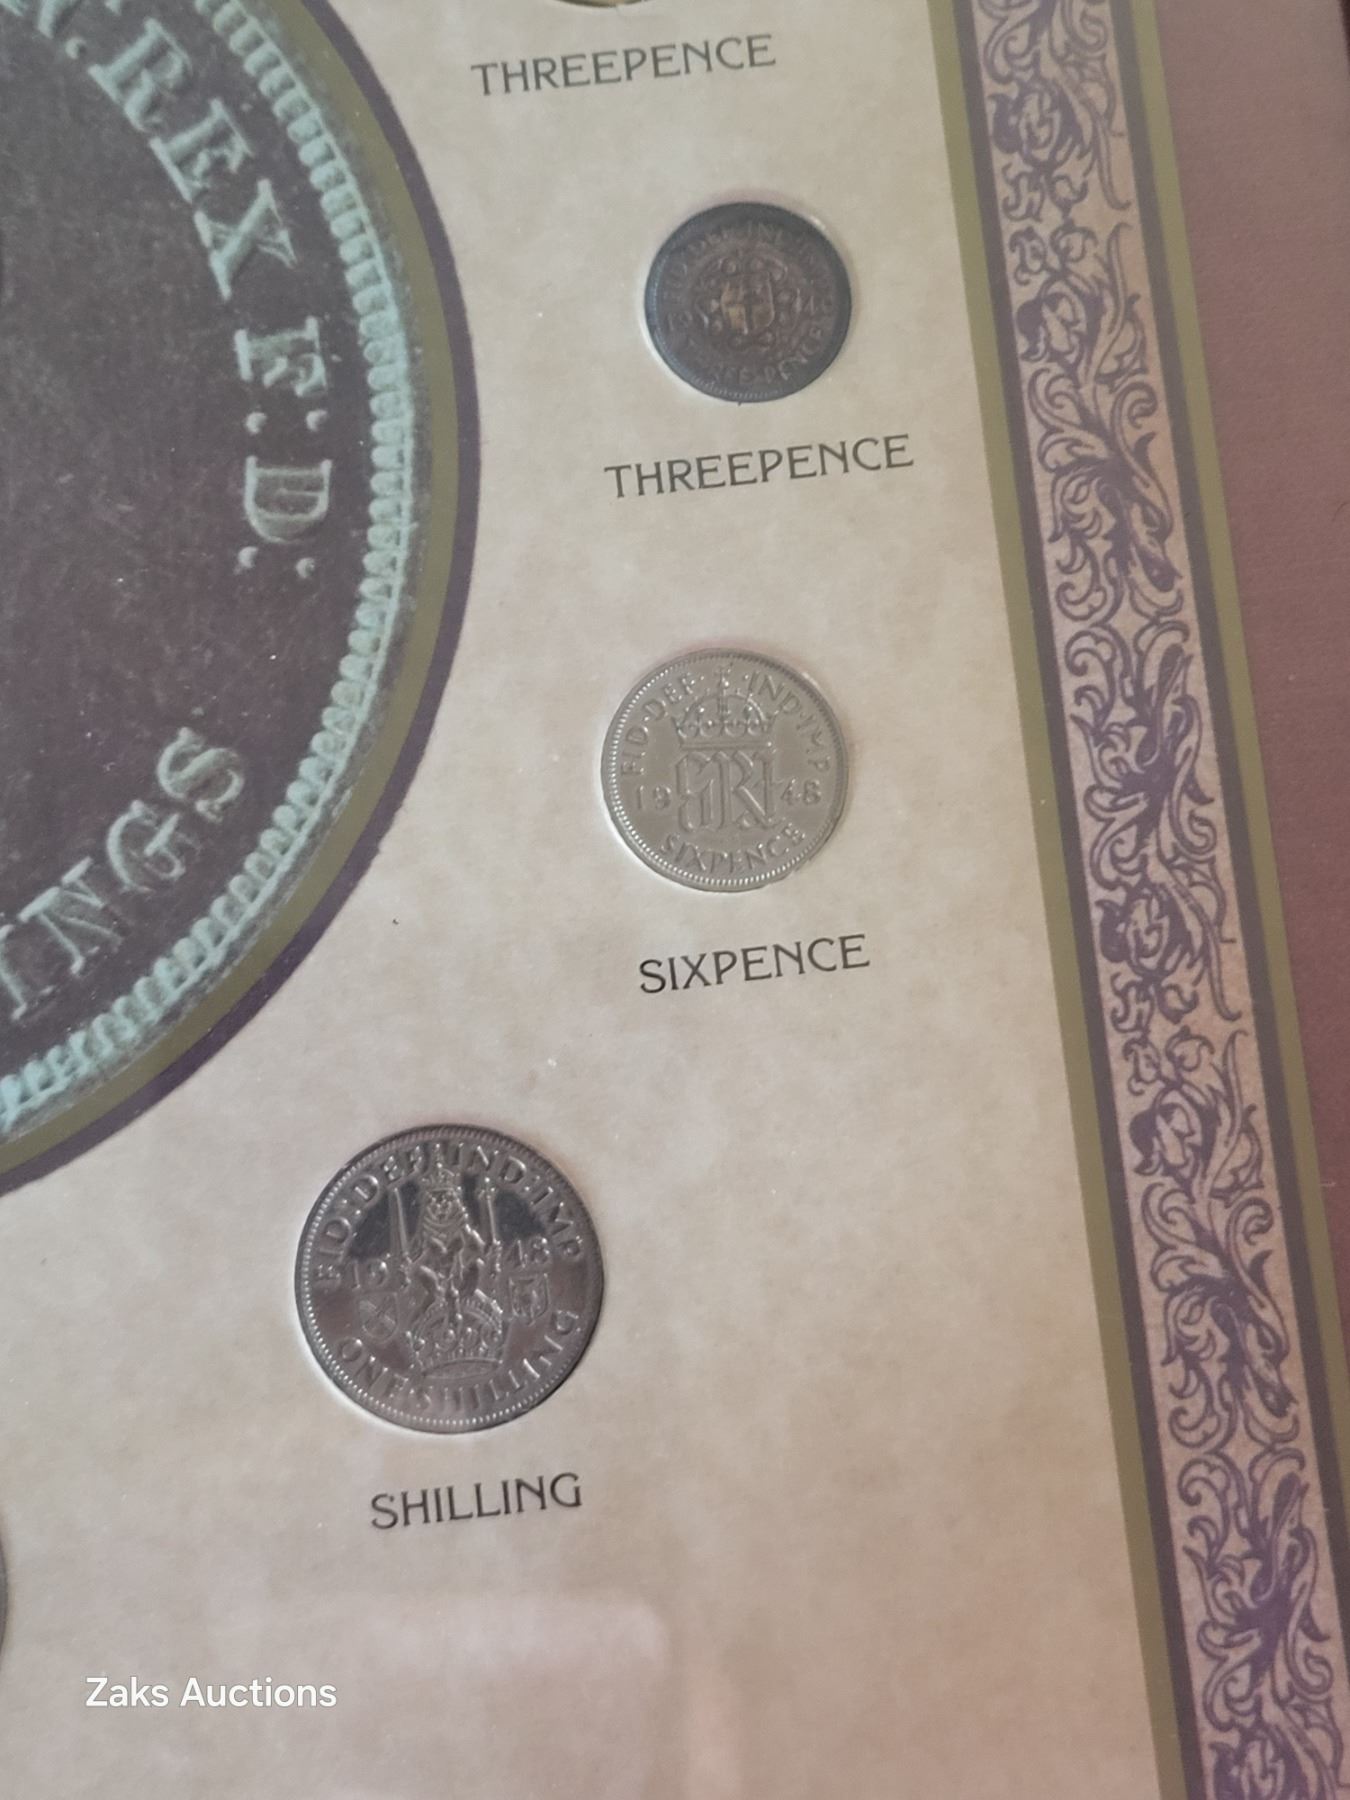 REX F: D:
INGS
THREEPENCE
THREEPENCE
FID·DEF· IND·IMP
19 48
SIXPENCE
SIXPENCE
FID:DEF IND:IMP
19 48
ONE·SHILLING
SHILLING
Zaks Auctions